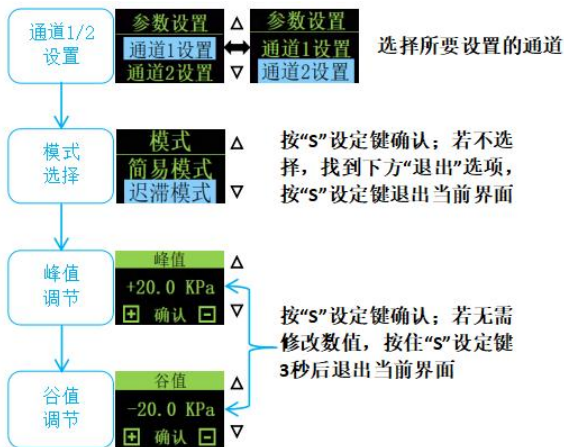 通道1/2
设置
参数设置
通道1设置
通道2设置
参数设置
通道1设置
通道2设置
选择所要设置的通道
模式
选择
模式
简易模式
迟滞模式
按“S”设定键确认；若不选
择，找到下方“退出”选项，
按“S”设定键退出当前界面
峰值
调节
峰值
+20.0 KPa
+ 确认 -
按“S”设定键确认；若无需
修改数值，按住“S”设定键
3秒后退出当前界面
谷值
调节
谷值
-20.0 KPa
+ 确认 -